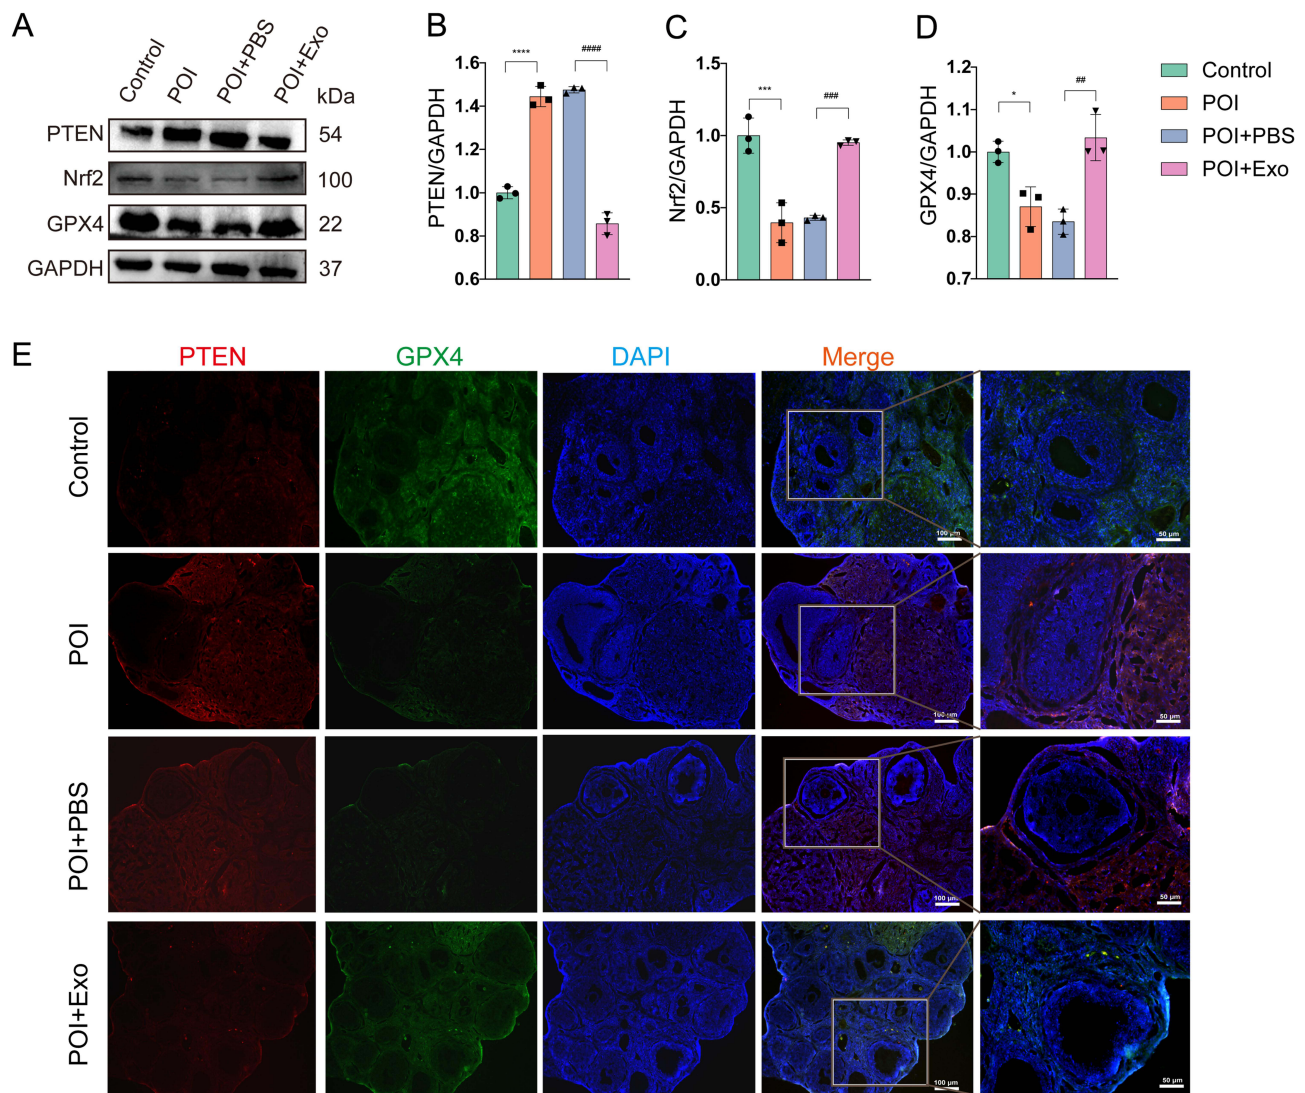 A
Control
POI
POI+PBS
POI+Exo
kDa
PTEN
54
Nrf2
100
GPX4
22
GAPDH
37
B
PTEN/GAPDH
1.6
1.4
1.2
1.0
0.8
0.6
****
####
C
Nrf2/GAPDH
1.5
1.0
0.5
0.0
***
###
D
GPX4/GAPDH
1.2
1.1
1.0
0.9
0.8
0.7
*
##
Control
POI
POI+PBS
POI+Exo
E
PTEN
GPX4
DAPI
Merge
Control
100 μm
50 μm
POI
100 μm
50 μm
POI+PBS
100 μm
50 μm
POI+Exo
100 μm
50 μm